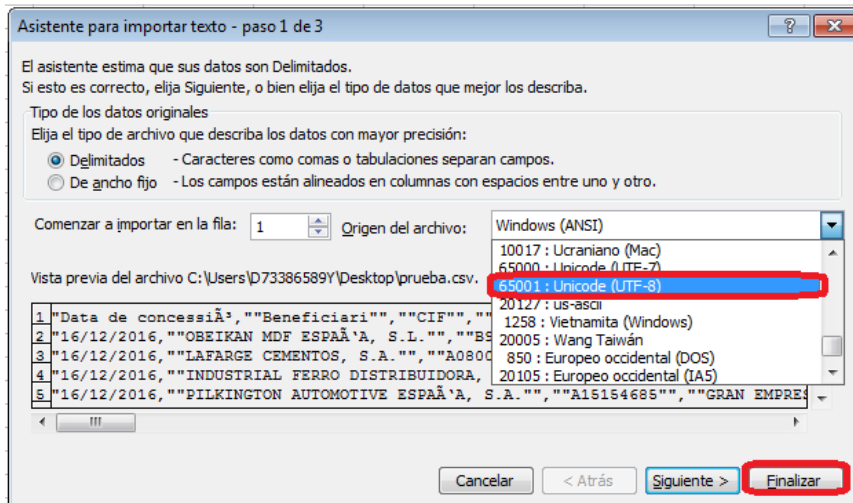 Asistente para importar texto - paso 1 de 3
El asistente estima que sus datos son Delimitados.
Si esto es correcto, elija Siguiente, o bien elija el tipo de datos que mejor los describa.
Tipo de los datos originales
Elija el tipo de archivo que describa los datos con mayor precisión:
Delimitados - Caracteres como comas o tabulaciones separan campos.
De ancho fijo - Los campos están alineados en columnas con espacios entre uno y otro.
Comenzar a importar en la fila: 1 Origen del archivo: Windows (ANSI)
10017 : Ucraniano (Mac)
65000 : Unicode (UTF-7)
65001 : Unicode (UTF-8)
20127 : us-ascii
1258 : Vietnamita (Windows)
20005 : Wang Taiwán
850 : Europeo occidental (DOS)
20105 : Europeo occidental (IA5)
Vista previa del archivo C:\Users\D73386589Y\Desktop\prueba.csv.
1 "Data de concessiÃ³,""Beneficiari"",""CIF"",""
2 "16/12/2016,""OBEIKAN MDF ESPAÃ‘A, S.L."",""B9
3 "16/12/2016,""LAFARGE CEMENTOS, S.A."",""A0800
4 "16/12/2016,""INDUSTRIAL FERRO DISTRIBUIDORA,
5 "16/12/2016,""PILKINGTON AUTOMOTIVE ESPAÃ‘A, S.A."",""A15154685"",""GRAN EMPRES
Cancelar < Atrás Siguiente > Finalizar